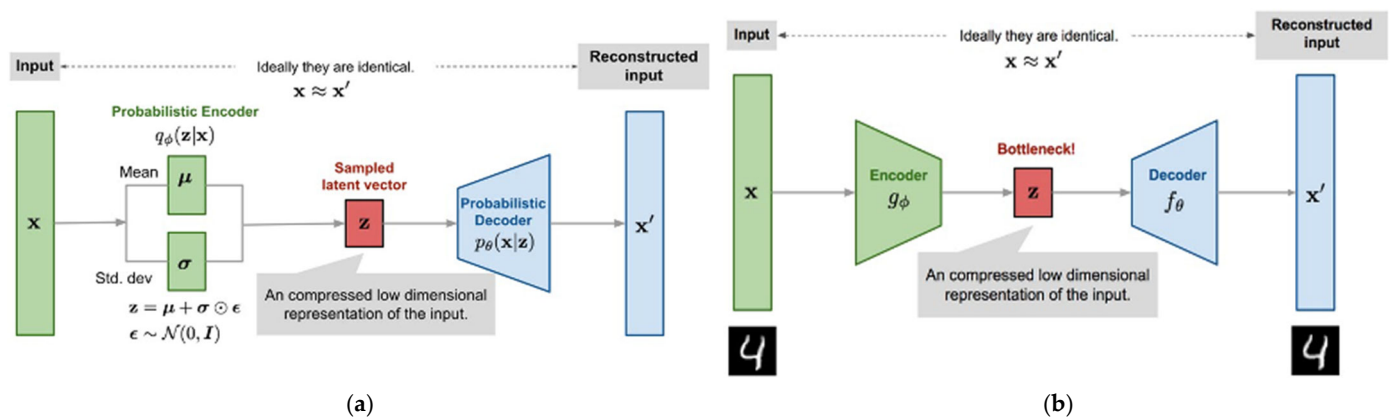 Input
Ideally they are identical.
x ≈ x′
Reconstructed
input
Probabilistic Encoder
qϕ(z|x)
Mean
μ
x
Std. dev
σ
z = μ + σ ⊙ ϵ
ϵ ∼ 𝒩(0, I)
Sampled
latent vector
z
An compressed low dimensional
representation of the input.
Probabilistic
Decoder
pθ(x|z)
x′
(a)
Input
Ideally they are identical.
x ≈ x′
Reconstructed
input
x
Encoder
gϕ
Bottleneck!
z
An compressed low dimensional
representation of the input.
Decoder
fθ
x′
4
4
(b)